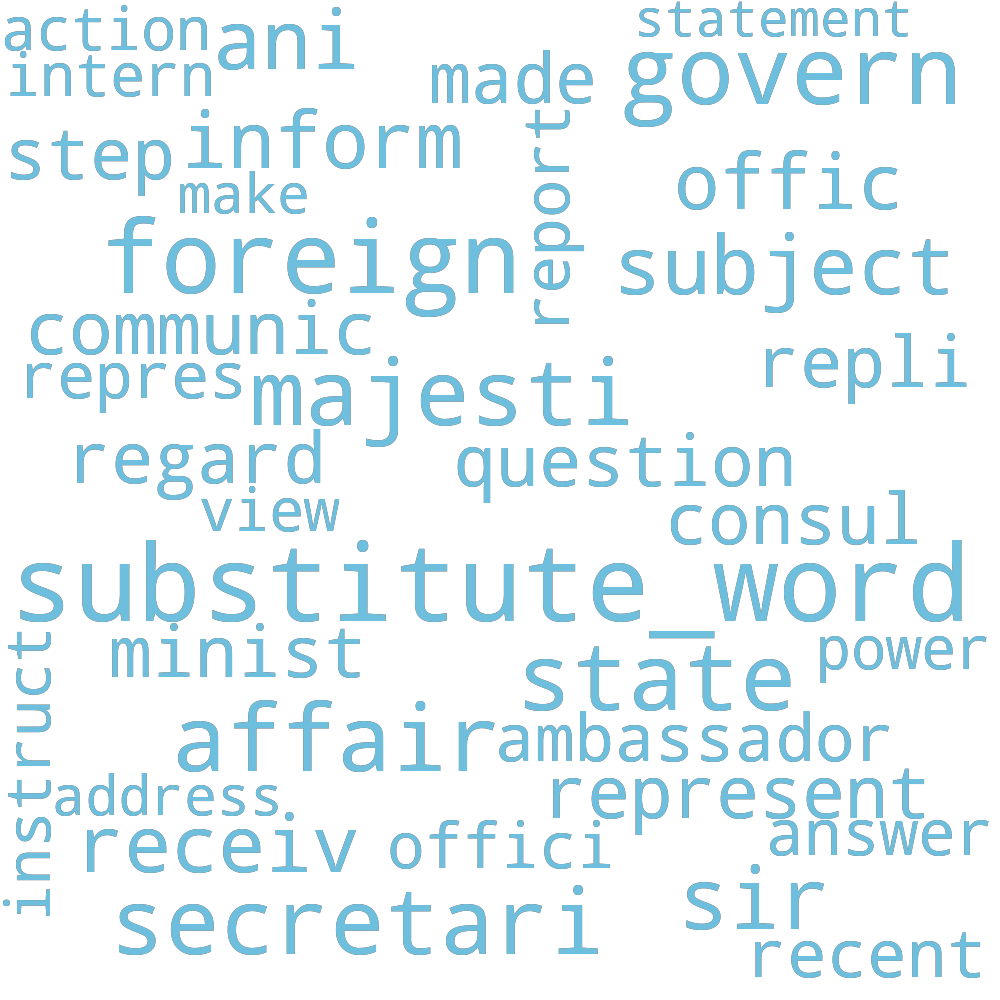 action
ani
statement
intern
made
govern
step
inform
report
make
offic
foreign
subject
communic
repres
majesti
repli
regard
question
view
consul
substitute_word
instruct
minist
state
power
affair
ambassador
address
represent
receiv
offici
answer
secretari
sir
recent